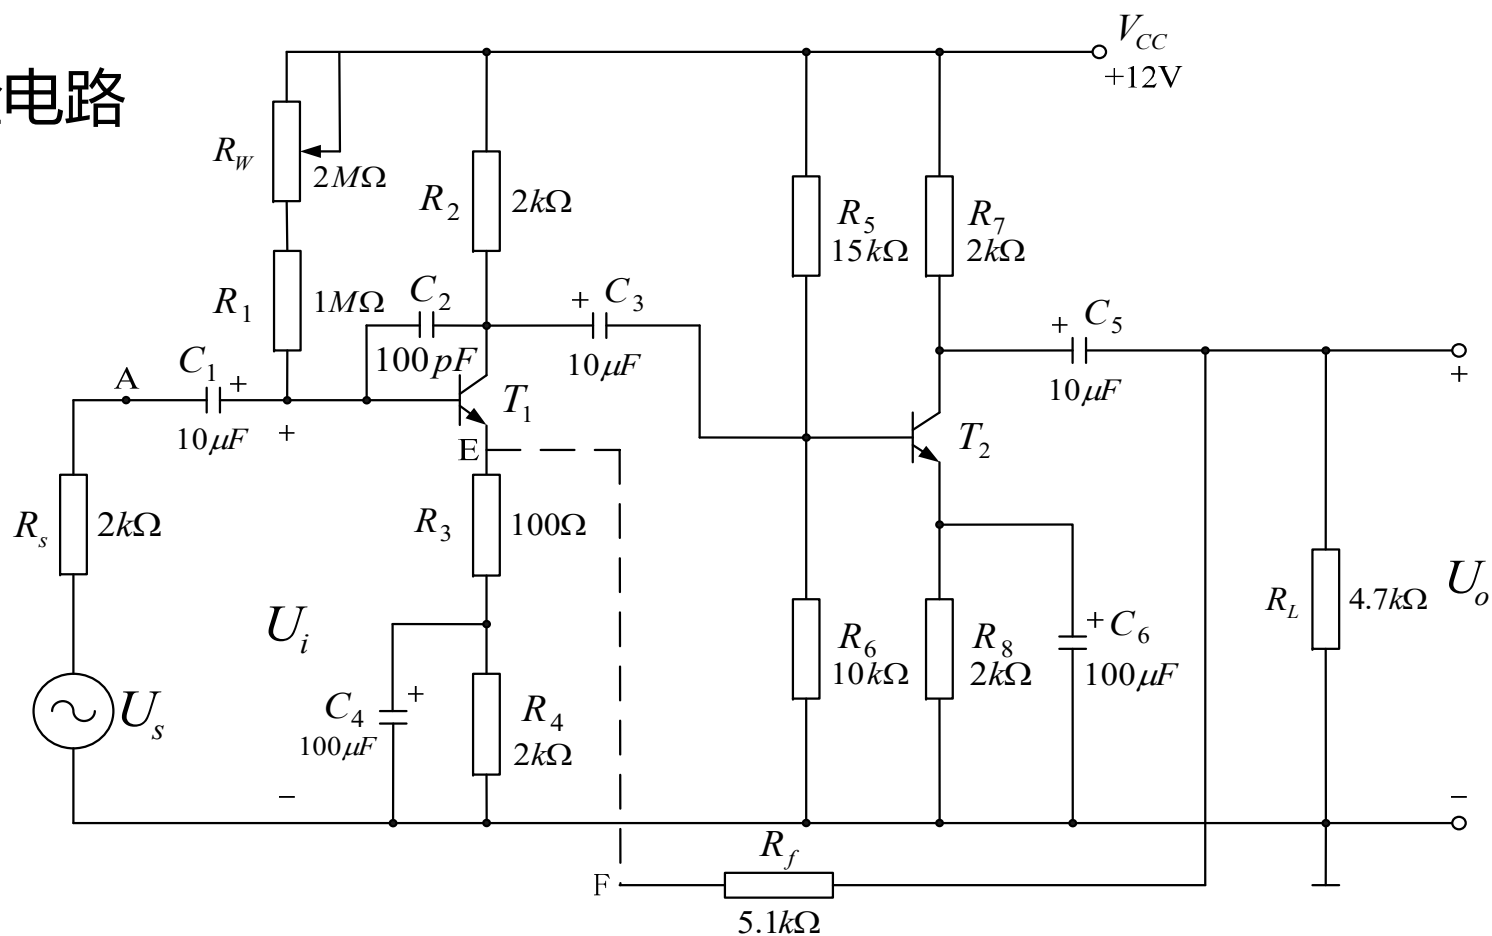 电路
V_CC
+12V
R_W
2MΩ
R_2
2kΩ
R_5
15kΩ
R_7
2kΩ
R_1
1MΩ
C_2
100pF
+
C_3
10μF
+
C_5
10μF
A
C_1
+
10μF
+
T_1
E
T_2
+
R_s
2kΩ
R_3
100Ω
U_i
U_s
C_4
+
100μF
R_4
2kΩ
R_6
10kΩ
R_8
2kΩ
+
C_6
100μF
R_L
4.7kΩ
U_o
−
−
R_f
F
5.1kΩ